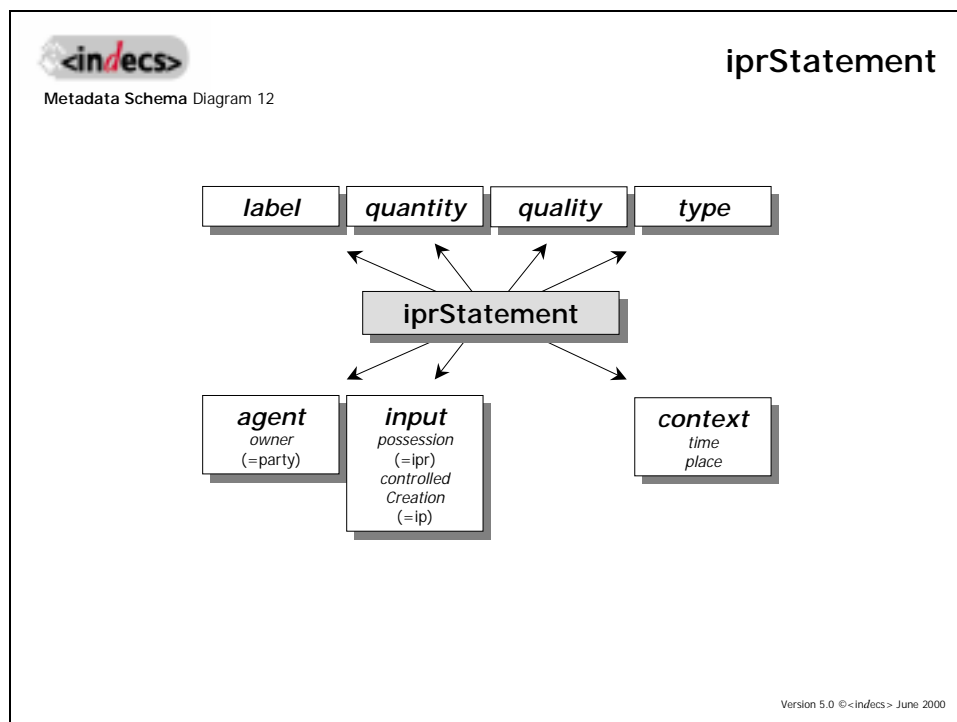 <indecs>
iprStatement
Metadata Schema Diagram 12
label
quantity
quality
type
iprStatement
agent
owner
(=party)
input
possession
(=ipr)
controlled
Creation
(=ip)
context
time
place
Version 5.0 ©<indecs> June 2000